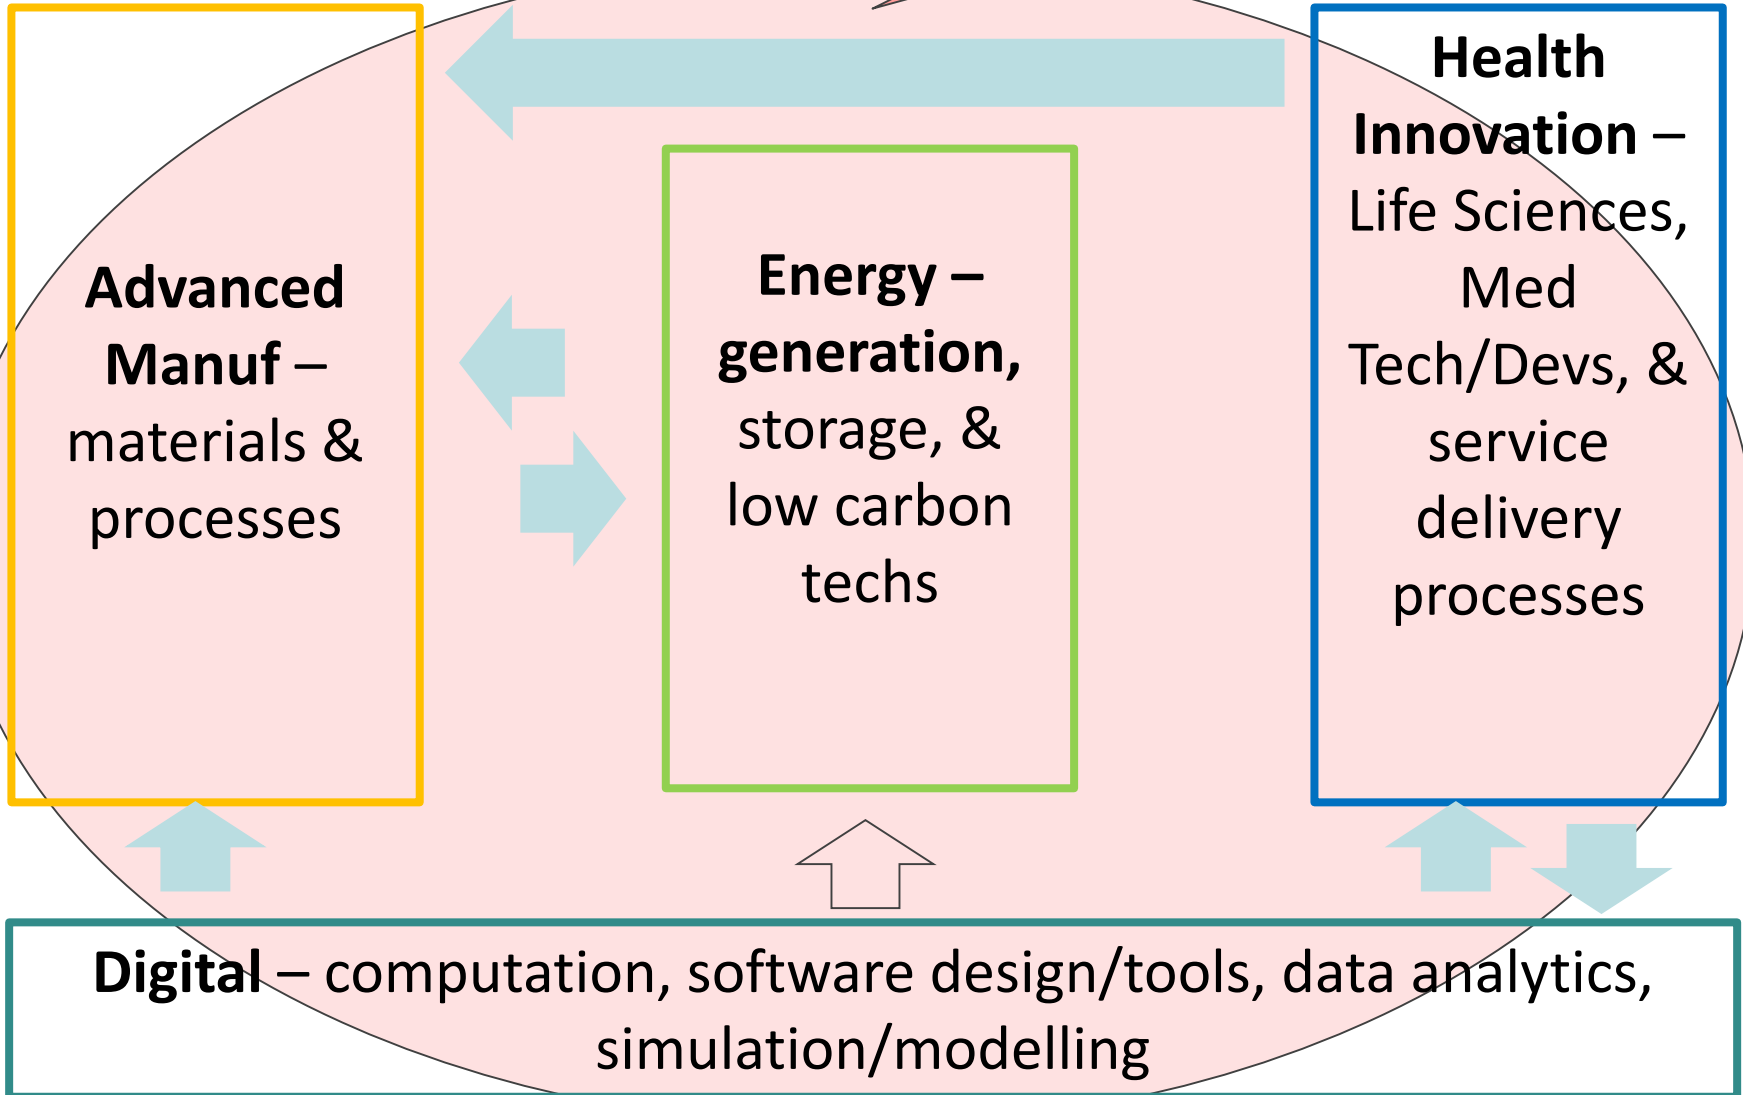 Advanced
Manuf –
materials &
processes
Energy –
generation,
storage, &
low carbon
techs
Health
Innovation –
Life Sciences,
Med
Tech/Devs, &
service
delivery
processes
Digital – computation, software design/tools, data analytics,
simulation/modelling